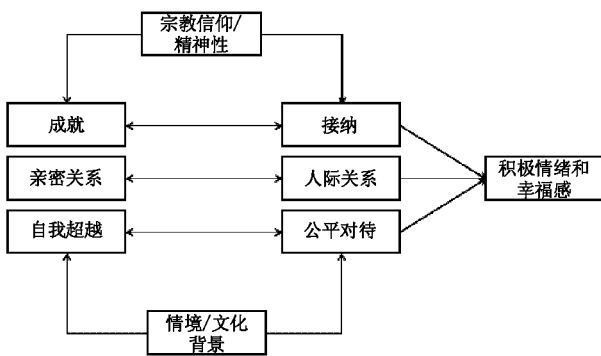 宗教信仰/
精神性
成就
接纳
亲密关系
人际关系
积极情绪和
幸福感
自我超越
公平对待
情境/文化
背景